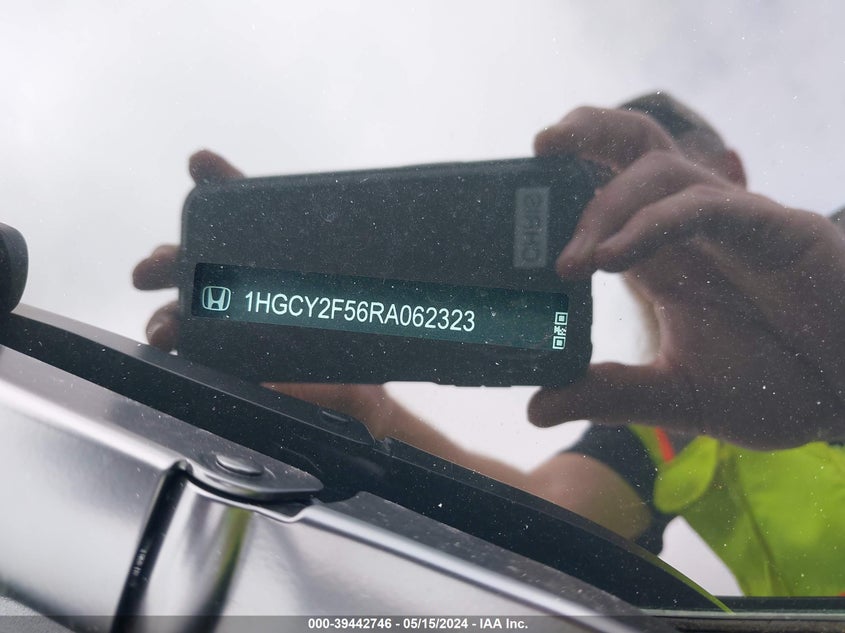 1HGCY2F56RA062323
000-39442746 - 05/15/2024 - IAA Inc.